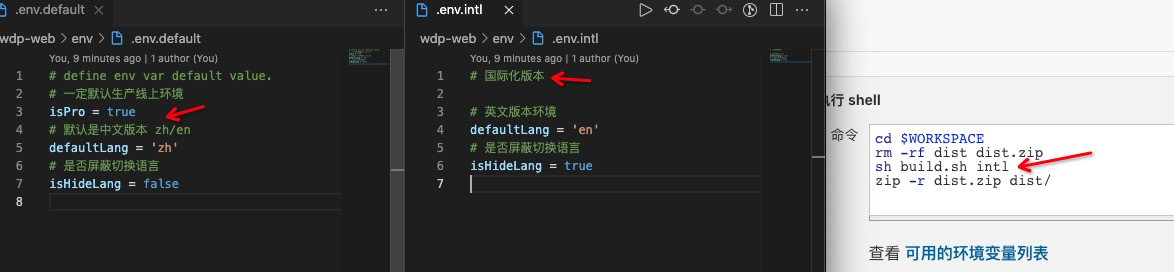 .env.default
wdp-web > env > .env.default
You, 9 minutes ago | 1 author (You)
1 # define env var default value.
2 # 一定默认生产线上环境
3 isPro = true
4 # 默认是中文版本 zh/en
5 defaultLang = 'zh'
6 # 是否屏蔽切换语言
7 isHideLang = false
8
.env.intl
wdp-web > env > .env.intl
You, 9 minutes ago | 1 author (You)
1 # 国际化版本
2
3 # 英文版本环境
4 defaultLang = 'en'
5 # 是否屏蔽切换语言
6 isHideLang = true
7
行 shell
命令
cd $WORKSPACE
rm -rf dist dist.zip
sh build.sh intl
zip -r dist.zip dist/
查看 可用的环境变量列表